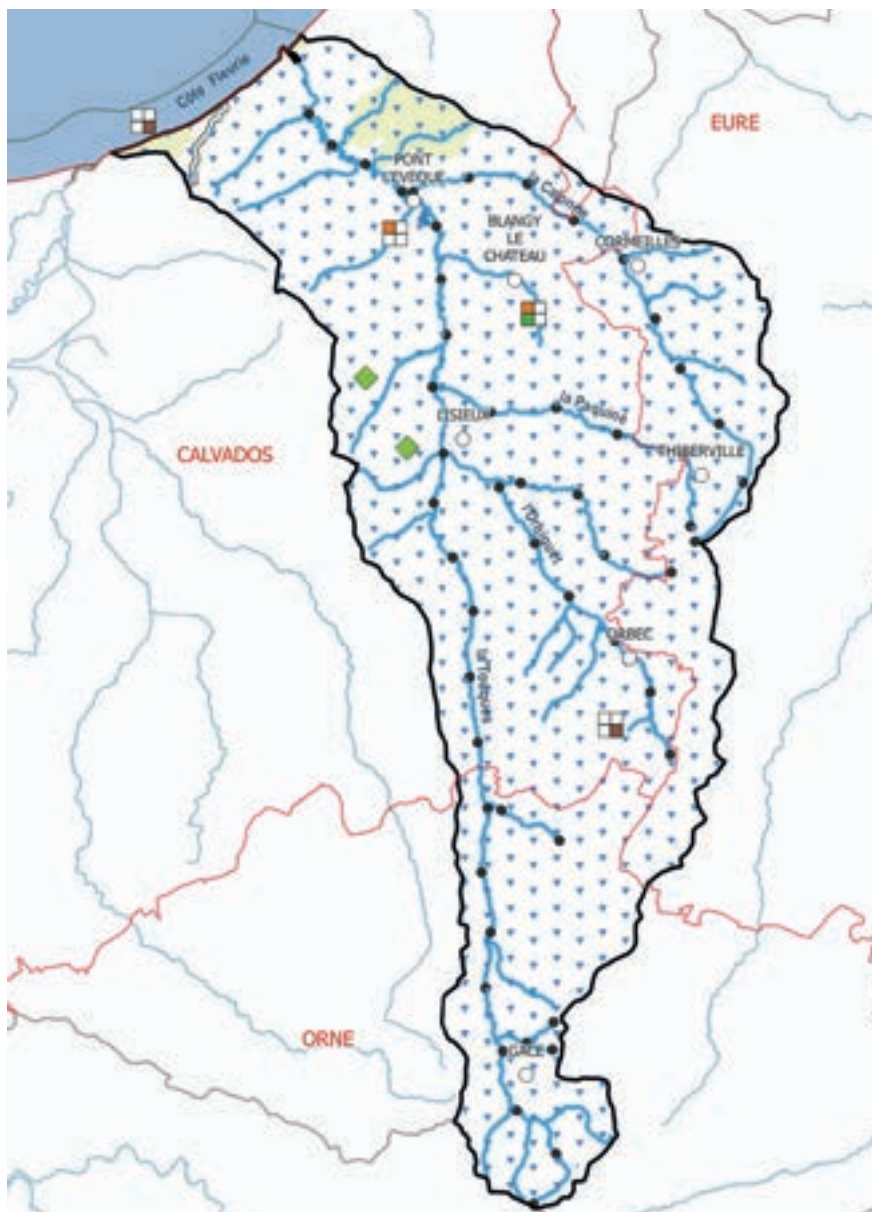 Côte Fleurie
EURE
PONT
L'EVEQUE
la Calonne
BLANGY
LE
CHATEAU
CORMEILLES
la Paquine
LISIEUX
CALVADOS
THIBERVILLE
l'Orbiquet
ORBEC
la Touques
ORNE
GACE